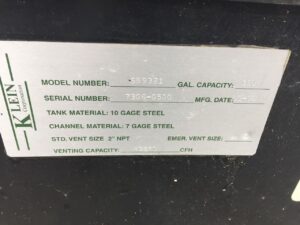 KLEIN
MODEL NUMBER:
GAL. CAPACITY:
SERIAL NUMBER:
MFG. DATE:
TANK MATERIAL: 10 GAGE STEEL
CHANNEL MATERIAL: 7 GAGE STEEL
STD. VENT SIZE 2" NPT EMER. VENT SIZE:
VENTING CAPACITY: CFH